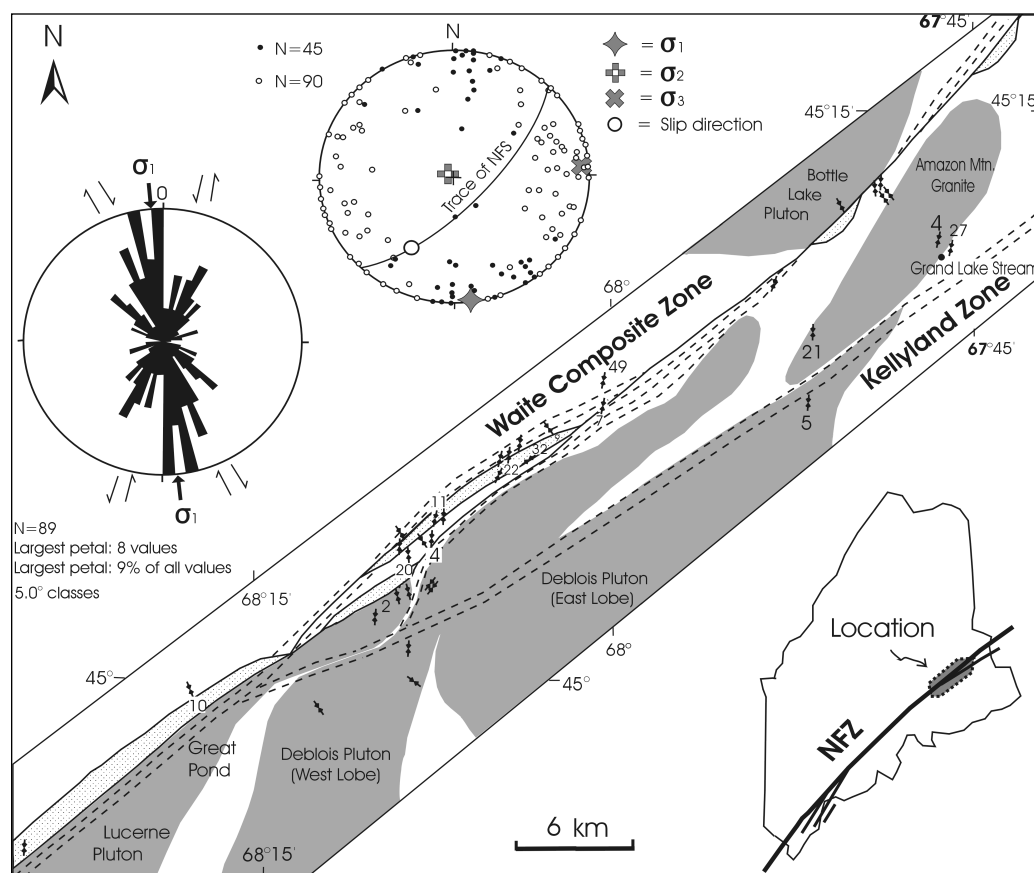 N
N=45
N=90
N
Trace of NFS
= σ1
= σ2
= σ3
= Slip direction
67°45'
45°15'
45°15'
σ1
0
Bottle
Lake
Pluton
Amazon Mtn.
Granite
4
27
Grand Lake Stream
68°
Waite Composite Zone
Kellyland Zone
67°45'
21
5
49
7
9
32
22
11
4
20
2
σ1
N=89
Largest petal: 8 values
Largest petal: 9% of all values
5.0° classes
68°15'
45°
10
Deblois Pluton
(East Lobe)
68°
45°
Great
Pond
Deblois Pluton
(West Lobe)
Lucerne
Pluton
68°15'
6 km
Location
NFZ